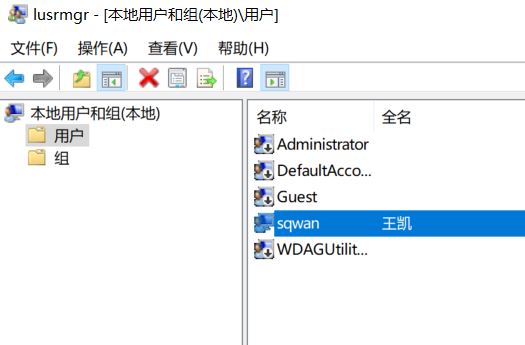 lusrmgr - [本地用户和组(本地)\用户]
文件(F) 操作(A) 查看(V) 帮助(H)
本地用户和组(本地)
用户
组
名称 全名
Administrator
DefaultAcco...
Guest
sqwan 王凯
WDAGUtilit...